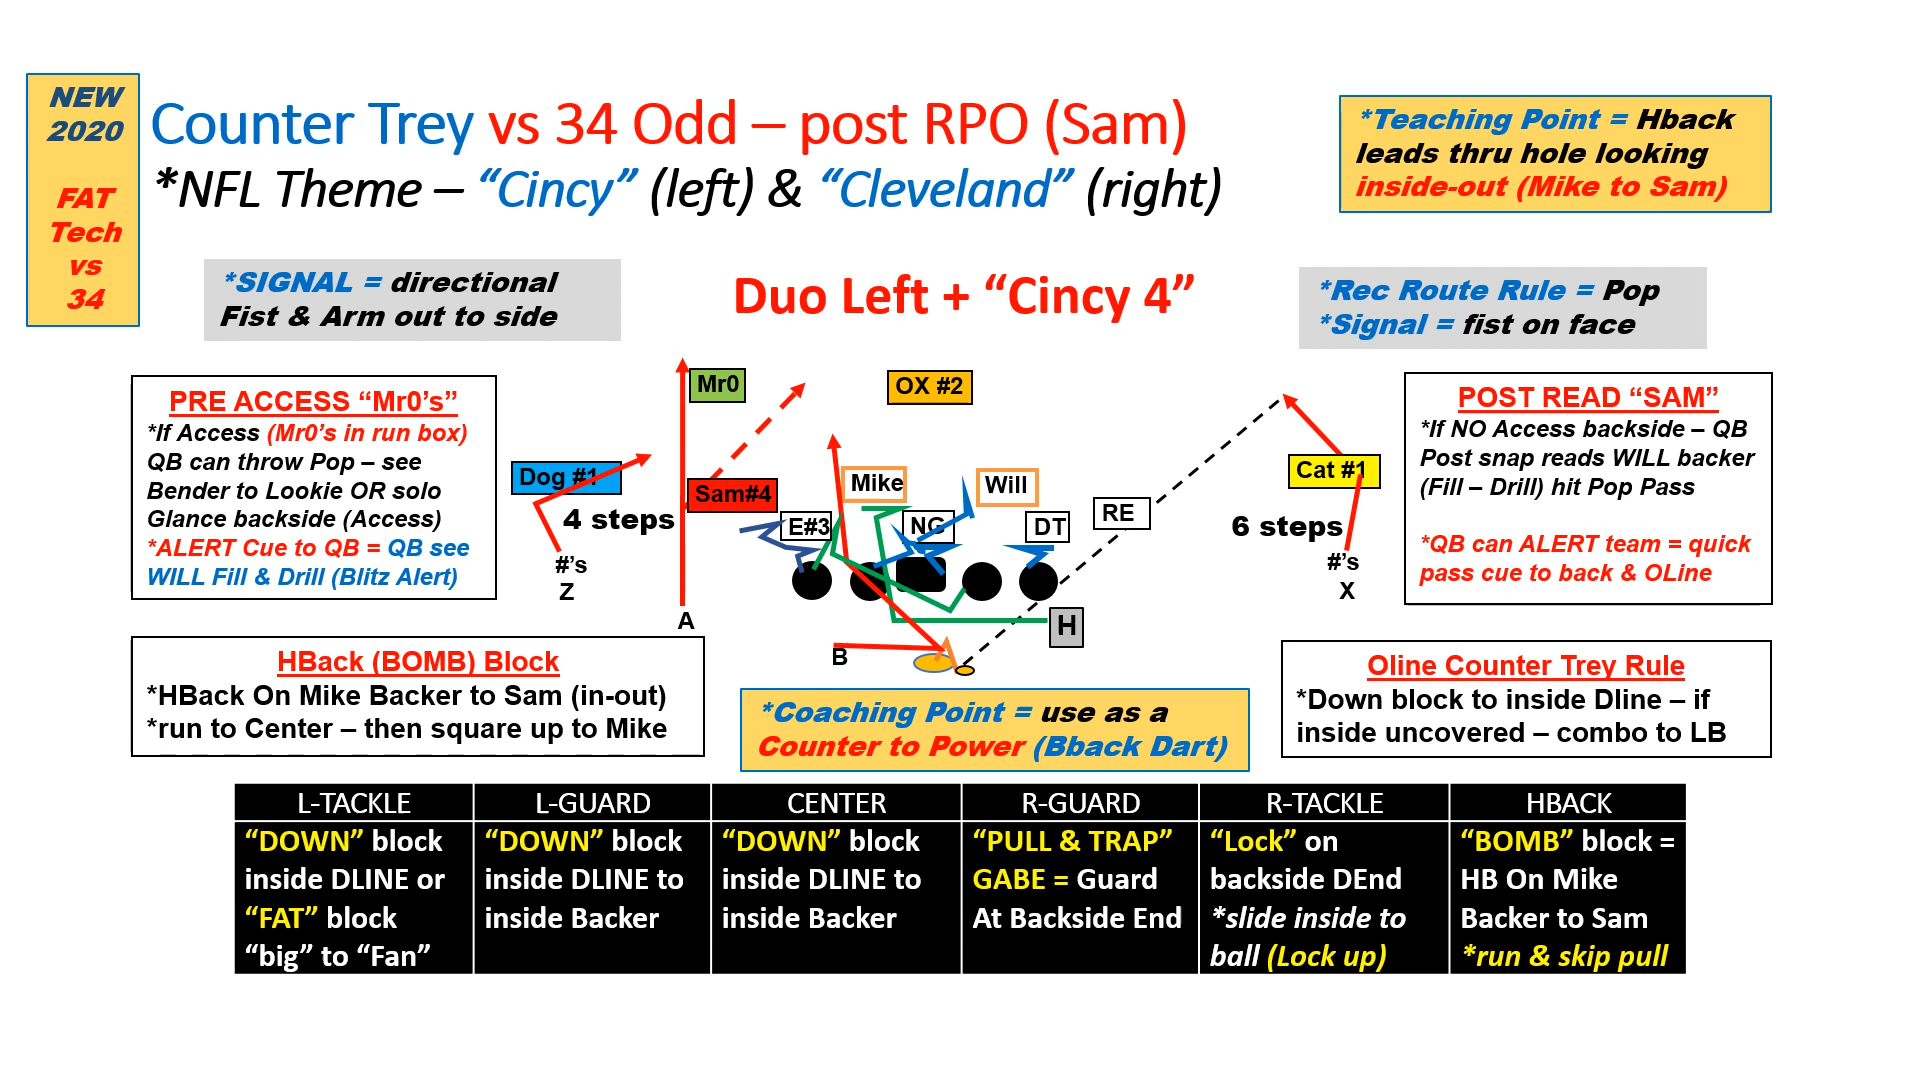 NEW
2020
FAT
Tech
vs
34
Counter Trey vs 34 Odd – post RPO (Sam)
*NFL Theme – “Cincy” (left) & “Cleveland” (right)
*Teaching Point = Hback
leads thru hole looking
inside-out (Mike to Sam)
*SIGNAL = directional
Fist & Arm out to side
Duo Left + “Cincy 4”
*Rec Route Rule = Pop
*Signal = fist on face
PRE ACCESS “Mr0’s”
*If Access (Mr0’s in run box)
QB can throw Pop – see
Bender to Lookie OR solo
Glance backside (Access)
*ALERT Cue to QB = QB see
WILL Fill & Drill (Blitz Alert)
Mr0
OX #2
Dog #1
Sam#4
Mike
Will
Cat #1
4 steps
E#3
NG
DT
RE
6 steps
#’s
Z
#’s
X
A
H
B
POST READ “SAM”
*If NO Access backside – QB
Post snap reads WILL backer
(Fill – Drill) hit Pop Pass
*QB can ALERT team = quick
pass cue to back & OLine
HBack (BOMB) Block
*HBack On Mike Backer to Sam (in-out)
*run to Center – then square up to Mike
*Coaching Point = use as a
Counter to Power (Bback Dart)
Oline Counter Trey Rule
*Down block to inside Dline – if
inside uncovered – combo to LB
L-TACKLE
“DOWN” block
inside DLINE or
“FAT” block
“big” to “Fan”
L-GUARD
“DOWN” block
inside DLINE to
inside Backer
CENTER
“DOWN” block
inside DLINE to
inside Backer
R-GUARD
“PULL & TRAP”
GABE = Guard
At Backside End
R-TACKLE
“Lock” on
backside DEnd
*slide inside to
ball (Lock up)
HBACK
“BOMB” block =
HB On Mike
Backer to Sam
*run & skip pull